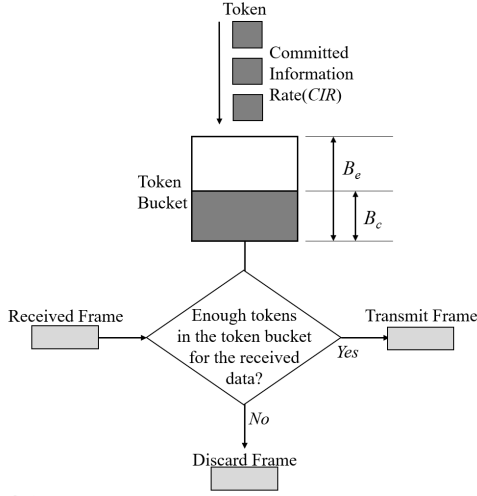 Token
Committed
Information
Rate(CIR)
Token
Bucket
Be
Bc
Received Frame
Enough tokens
in the token bucket
for the received
data?
Transmit Frame
Yes
No
Discard Frame